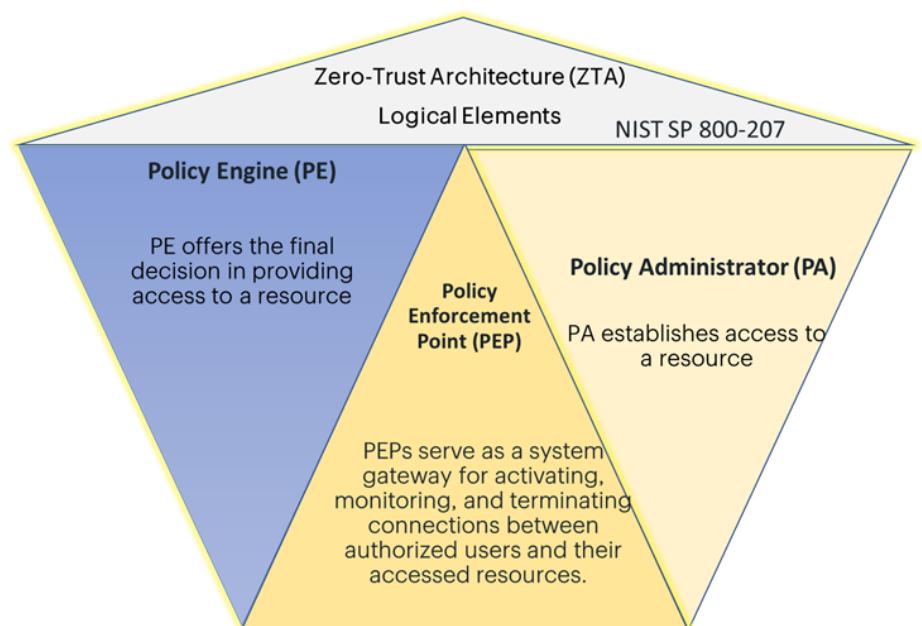 Zero-Trust Architecture (ZTA)
Logical Elements
NIST SP 800-207
Policy Engine (PE)
PE offers the final
decision in providing
access to a resource
Policy
Enforcement
Point (PEP)
PEPs serve as a system
gateway for activating,
monitoring, and terminating
connections between
authorized users and their
accessed resources.
Policy Administrator (PA)
PA establishes access to
a resource